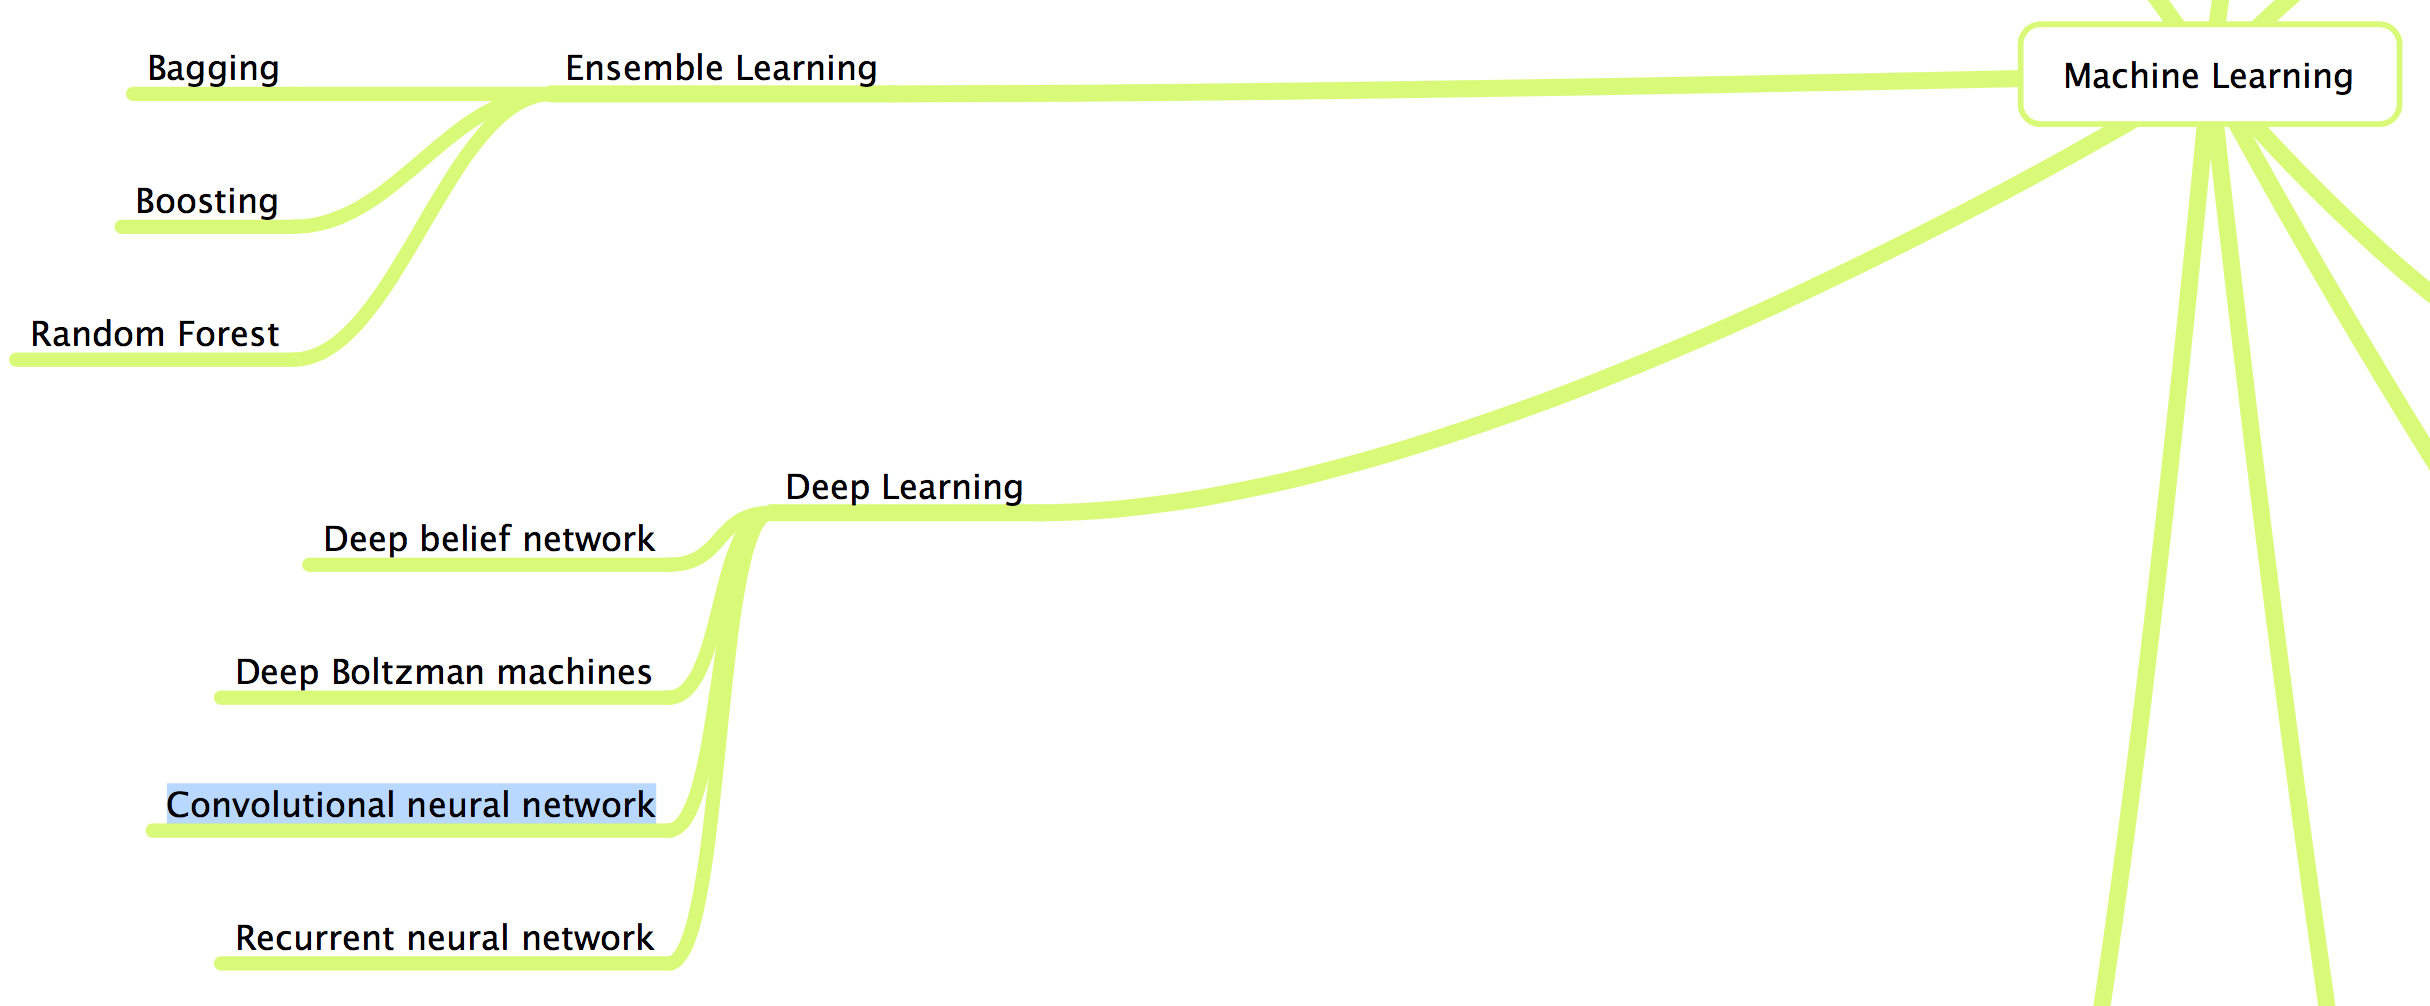 Machine Learning
Ensemble Learning
Bagging
Boosting
Random Forest
Deep Learning
Deep belief network
Deep Boltzman machines
Convolutional neural network
Recurrent neural network